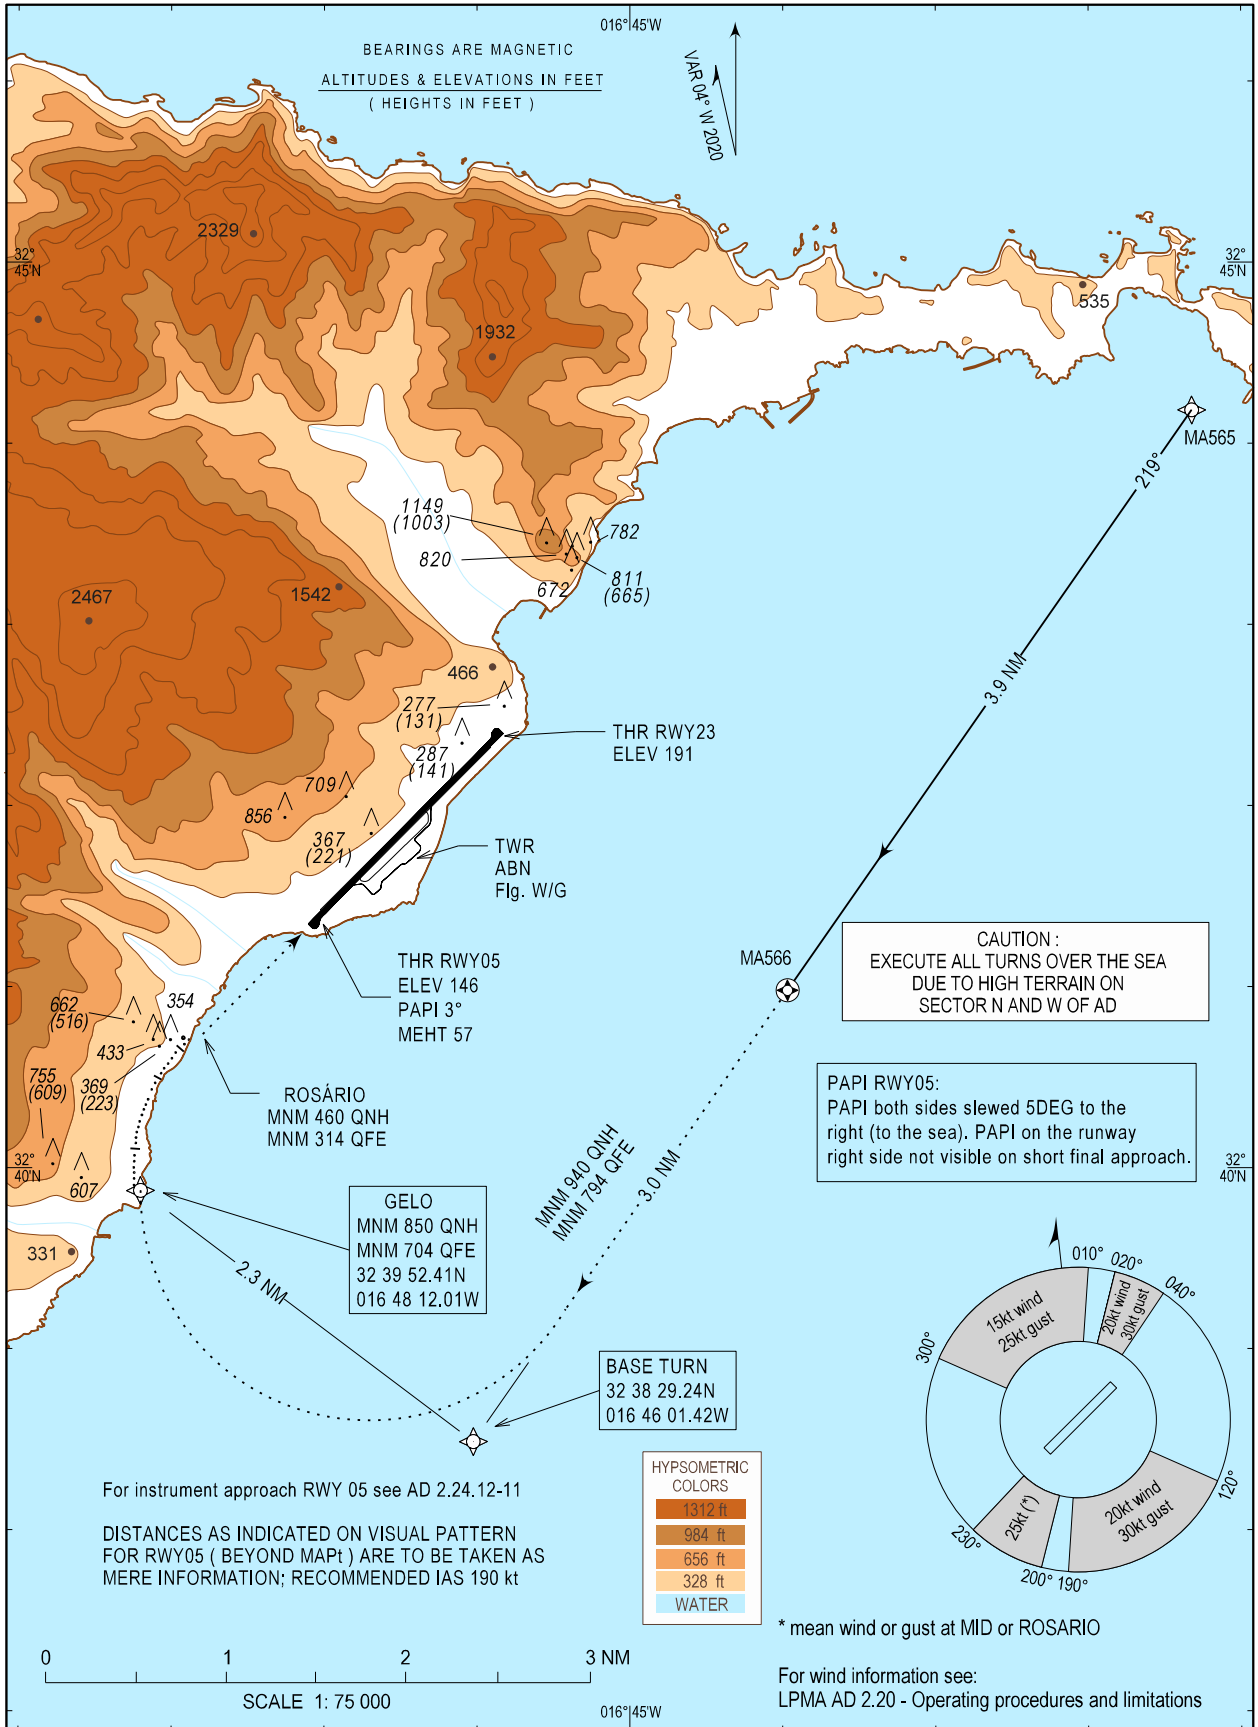 016°45'W
BEARINGS ARE MAGNETIC
ALTITUDES & ELEVATIONS IN FEET
( HEIGHTS IN FEET )
VAR 04° W 2020
2329
32°
45'N
32°
45'N
535
1932
MA565
219°
1149
(1003)
782
820
811
(665)
672
2467
1542
466
3.9 NM
277
(131)
THR RWY23
ELEV 191
287
(141)
709
856
367
(221)
TWR
ABN
Flg. W/G
CAUTION :
EXECUTE ALL TURNS OVER THE SEA
DUE TO HIGH TERRAIN ON
SECTOR N AND W OF AD
MA566
THR RWY05
ELEV 146
PAPI 3°
MEHT 57
662
(516)
354
433
755
(609)
369
(223)
ROSÁRIO
MNM 460 QNH
MNM 314 QFE
PAPI RWY05:
PAPI both sides slewed 5DEG to the
right (to the sea). PAPI on the runway
right side not visible on short final approach.
32°
40'N
32°
40'N
607
MNM 940 QNH
MNM 794 QFE
3.0 NM
GELO
MNM 850 QNH
MNM 704 QFE
32 39 52.41N
016 48 12.01W
331
2.3 NM
BASE TURN
32 38 29.24N
016 46 01.42W
010°
020°
040°
15kt wind
25kt gust
20kt wind
30kt gust
300°
120°
20kt wind
30kt gust
25kt (*)
230°
200°
190°
HYPSOMETRIC
COLORS
1312 ft
984 ft
656 ft
328 ft
WATER
For instrument approach RWY 05 see AD 2.24.12-11
DISTANCES AS INDICATED ON VISUAL PATTERN
FOR RWY05 ( BEYOND MAPt ) ARE TO BE TAKEN AS
MERE INFORMATION; RECOMMENDED IAS 190 kt
* mean wind or gust at MID or ROSARIO
0 1 2 3 NM
SCALE 1: 75 000
For wind information see:
LPMA AD 2.20 - Operating procedures and limitations
016°45'W